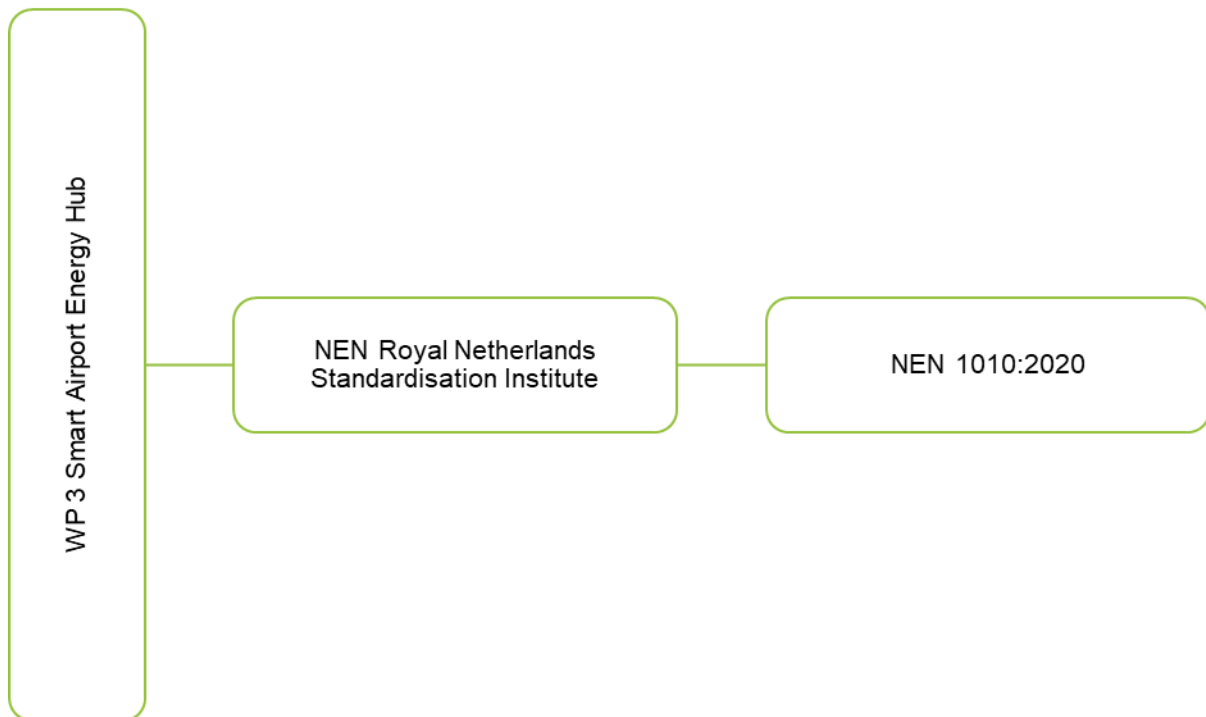 WP 3 Smart Airport Energy Hub
NEN Royal Netherlands
Standardisation Institute
NEN 1010:2020